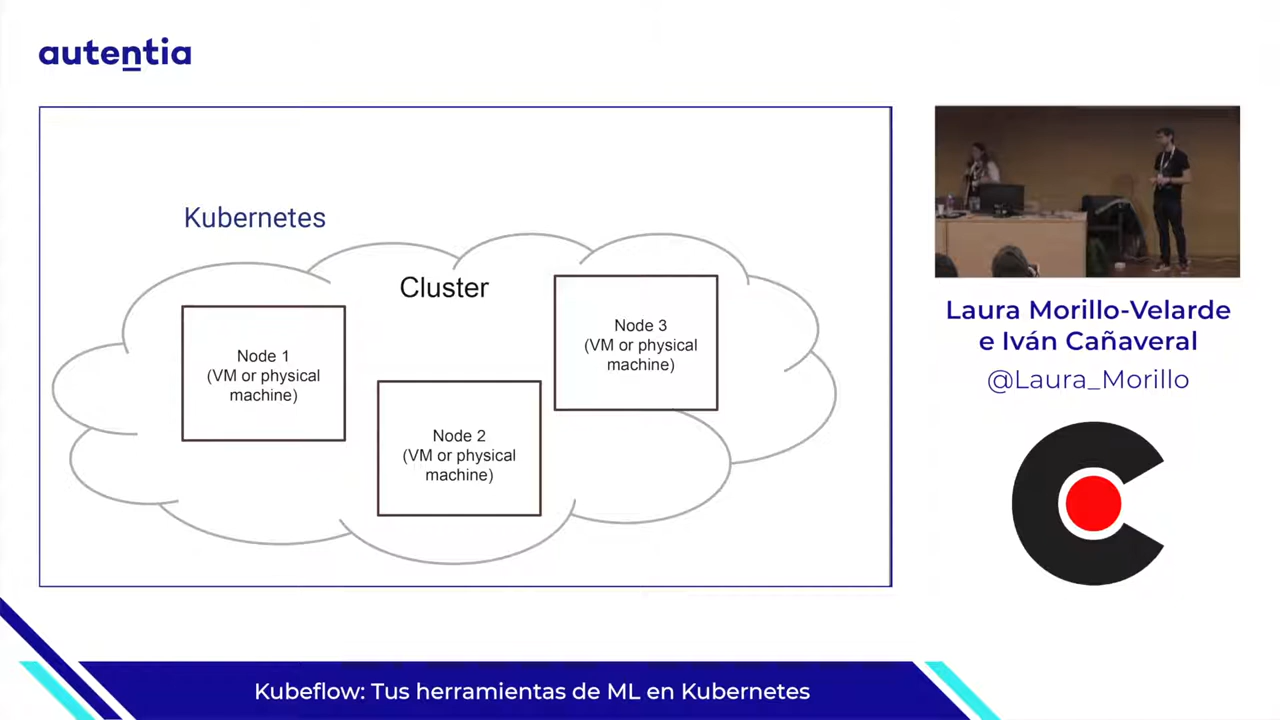 autentia
Kubernetes
Cluster
Node 1
(VM or physical
machine)
Node 2
(VM or physical
machine)
Node 3
(VM or physical
machine)
Laura Morillo-Velarde
e Iván Cañaveral
@Laura_Morillo
Kubeflow: Tus herramientas de ML en Kubernetes